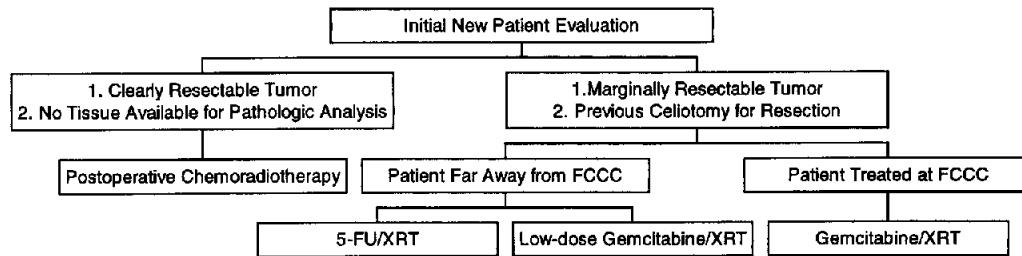 Initial New Patient Evaluation
1. Clearly Resectable Tumor
2. No Tissue Available for Pathologic Analysis
1.Marginally Resectable Tumor
2. Previous Celiotomy for Resection
Postoperative Chemoradiotherapy
Patient Far Away from FCCC
Patient Treated at FCCC
5-FU/XRT
Low-dose Gemcitabine/XRT
Gemcitabine/XRT